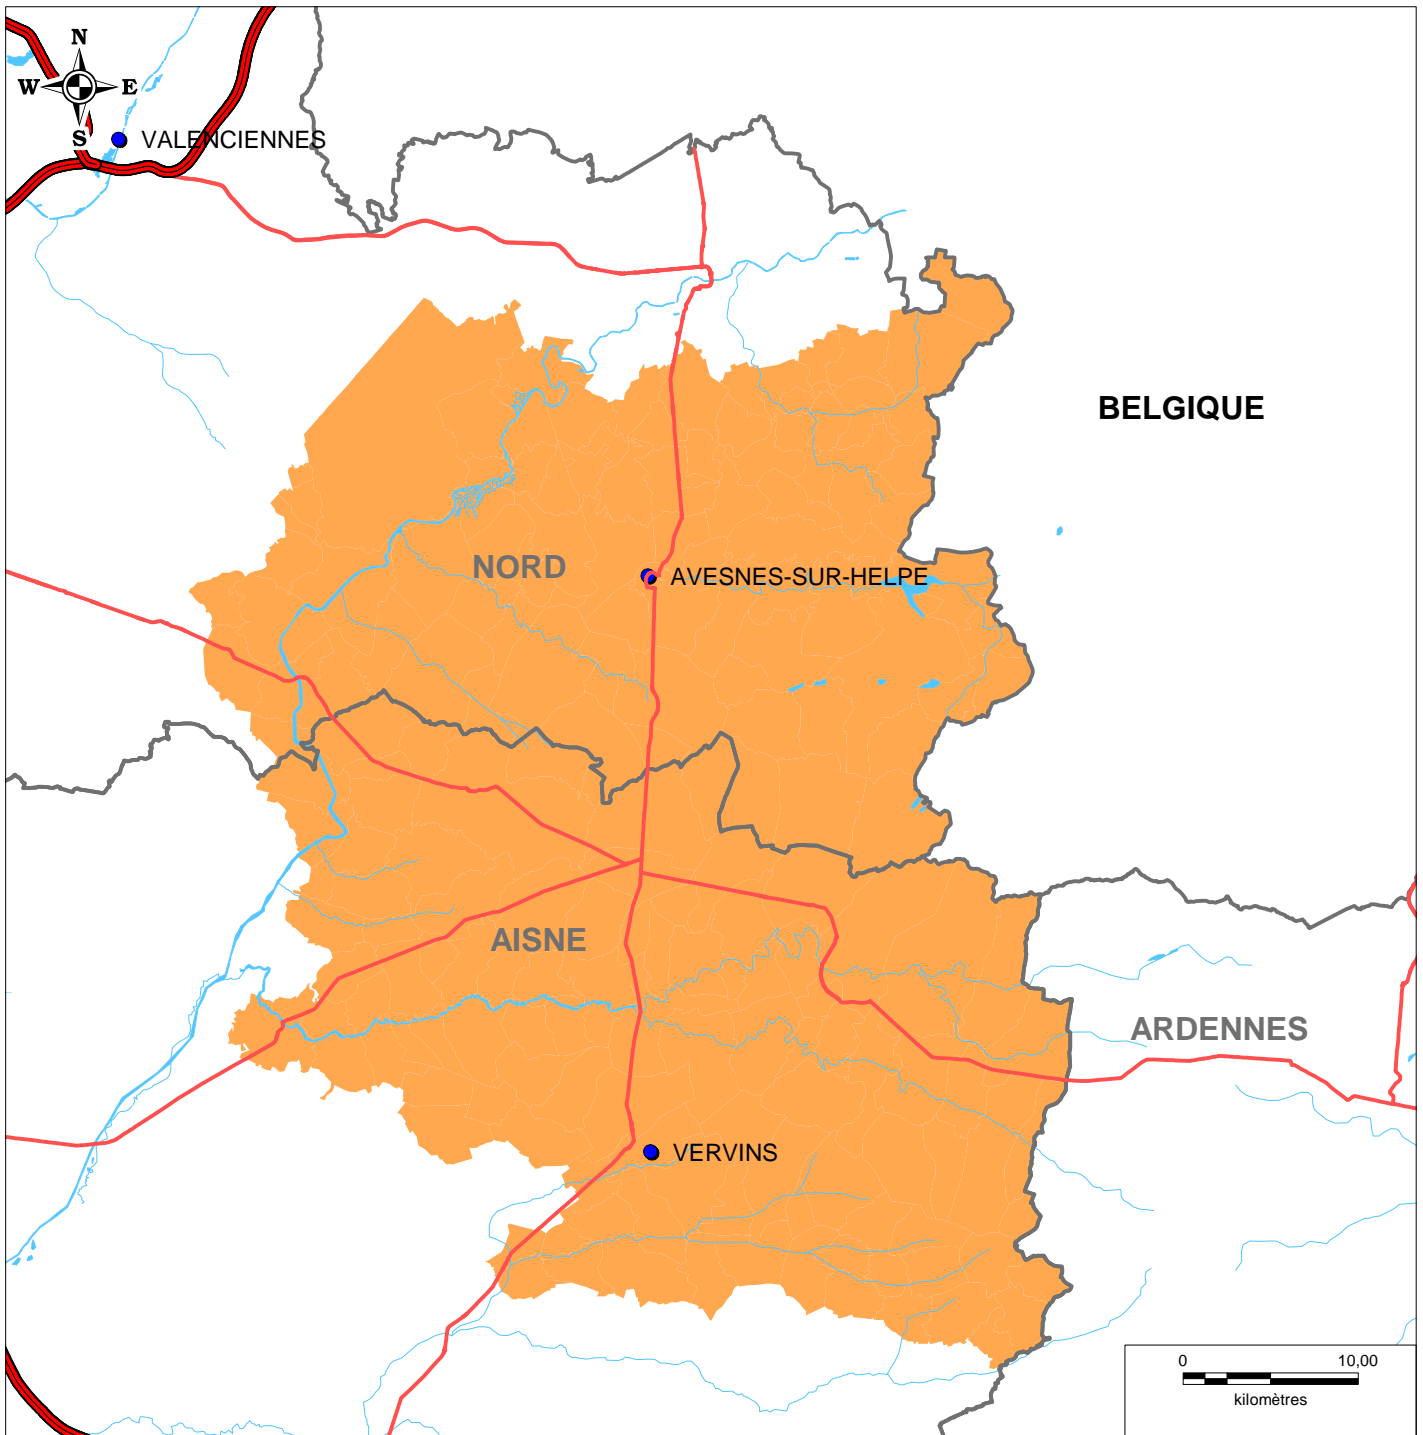 N
W E
S
VALENCIENNES
BELGIQUE
NORD
AVESNES-SUR-HELPE
AISNE
ARDENNES
VERVINS
0 10,00
kilomètres